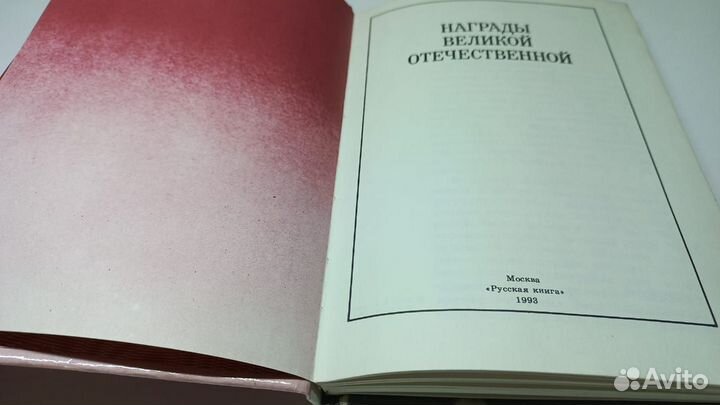 НАГРАДЫ
ВЕЛИКОЙ
ОТЕЧЕСТВЕННОЙ
Москва
«Русская книга»
1993
Avito